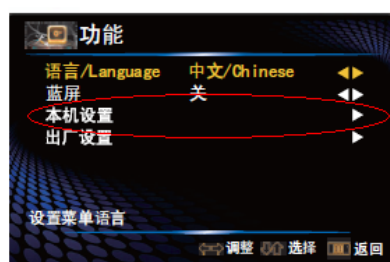 功能
语言/Language 中文/Chinese
蓝屏 关
本机设置
出厂设置
设置菜单语言
调整 选择 返回